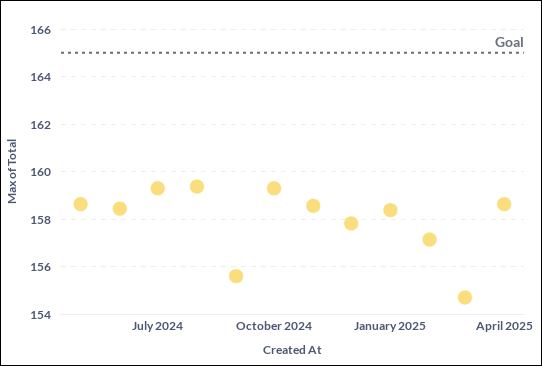 166
Goal
164
162
160
158
156
154
Max of Total
July 2024
October 2024
January 2025
April 2025
Created At